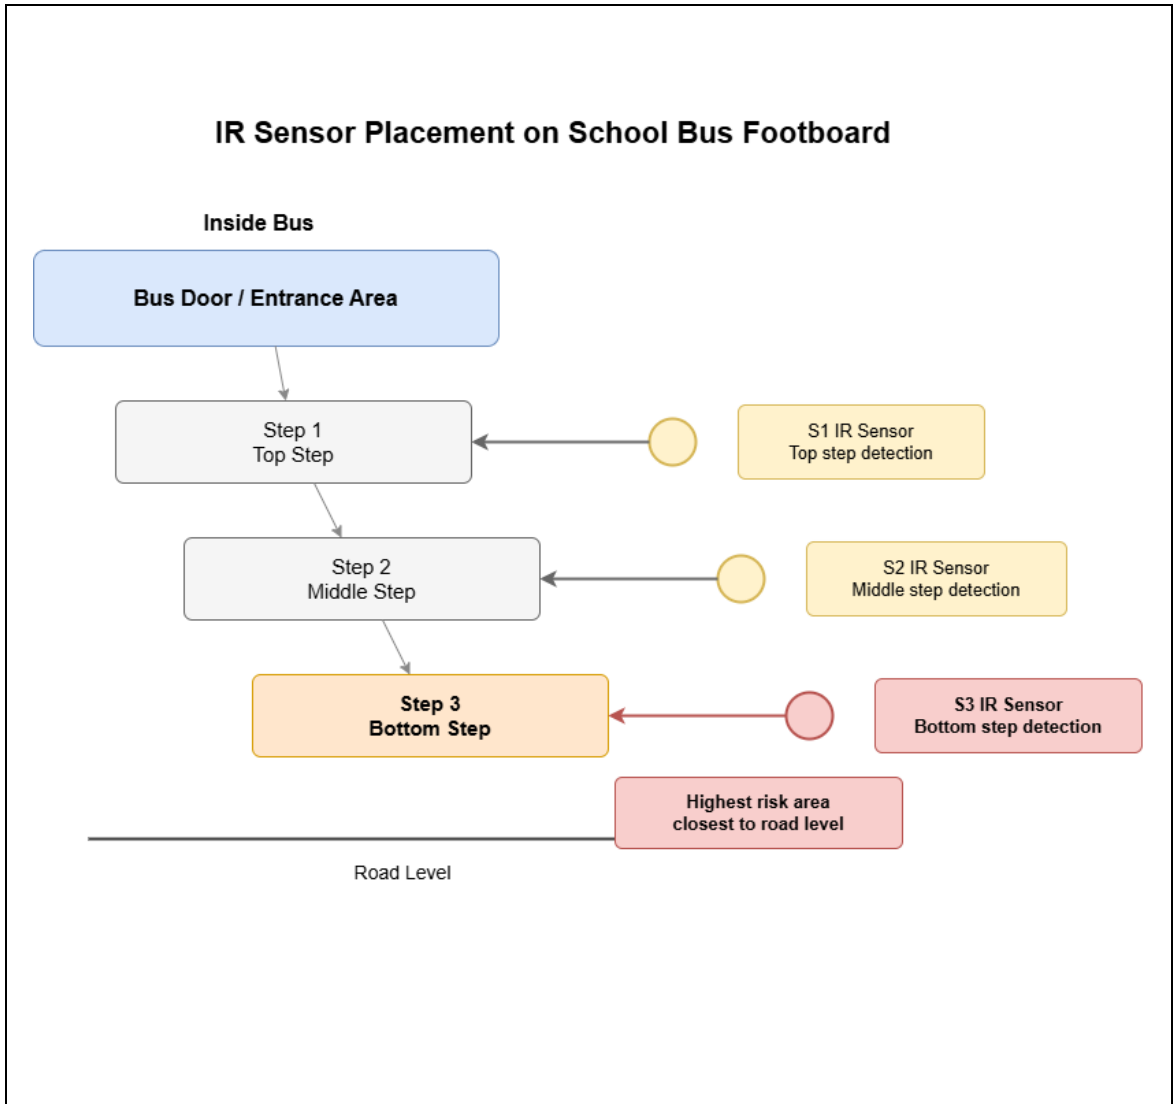 IR Sensor Placement on School Bus Footboard
Inside Bus
Bus Door / Entrance Area
Step 1
Top Step
S1 IR Sensor
Top step detection
Step 2
Middle Step
S2 IR Sensor
Middle step detection
Step 3
Bottom Step
S3 IR Sensor
Bottom step detection
Highest risk area
closest to road level
Road Level